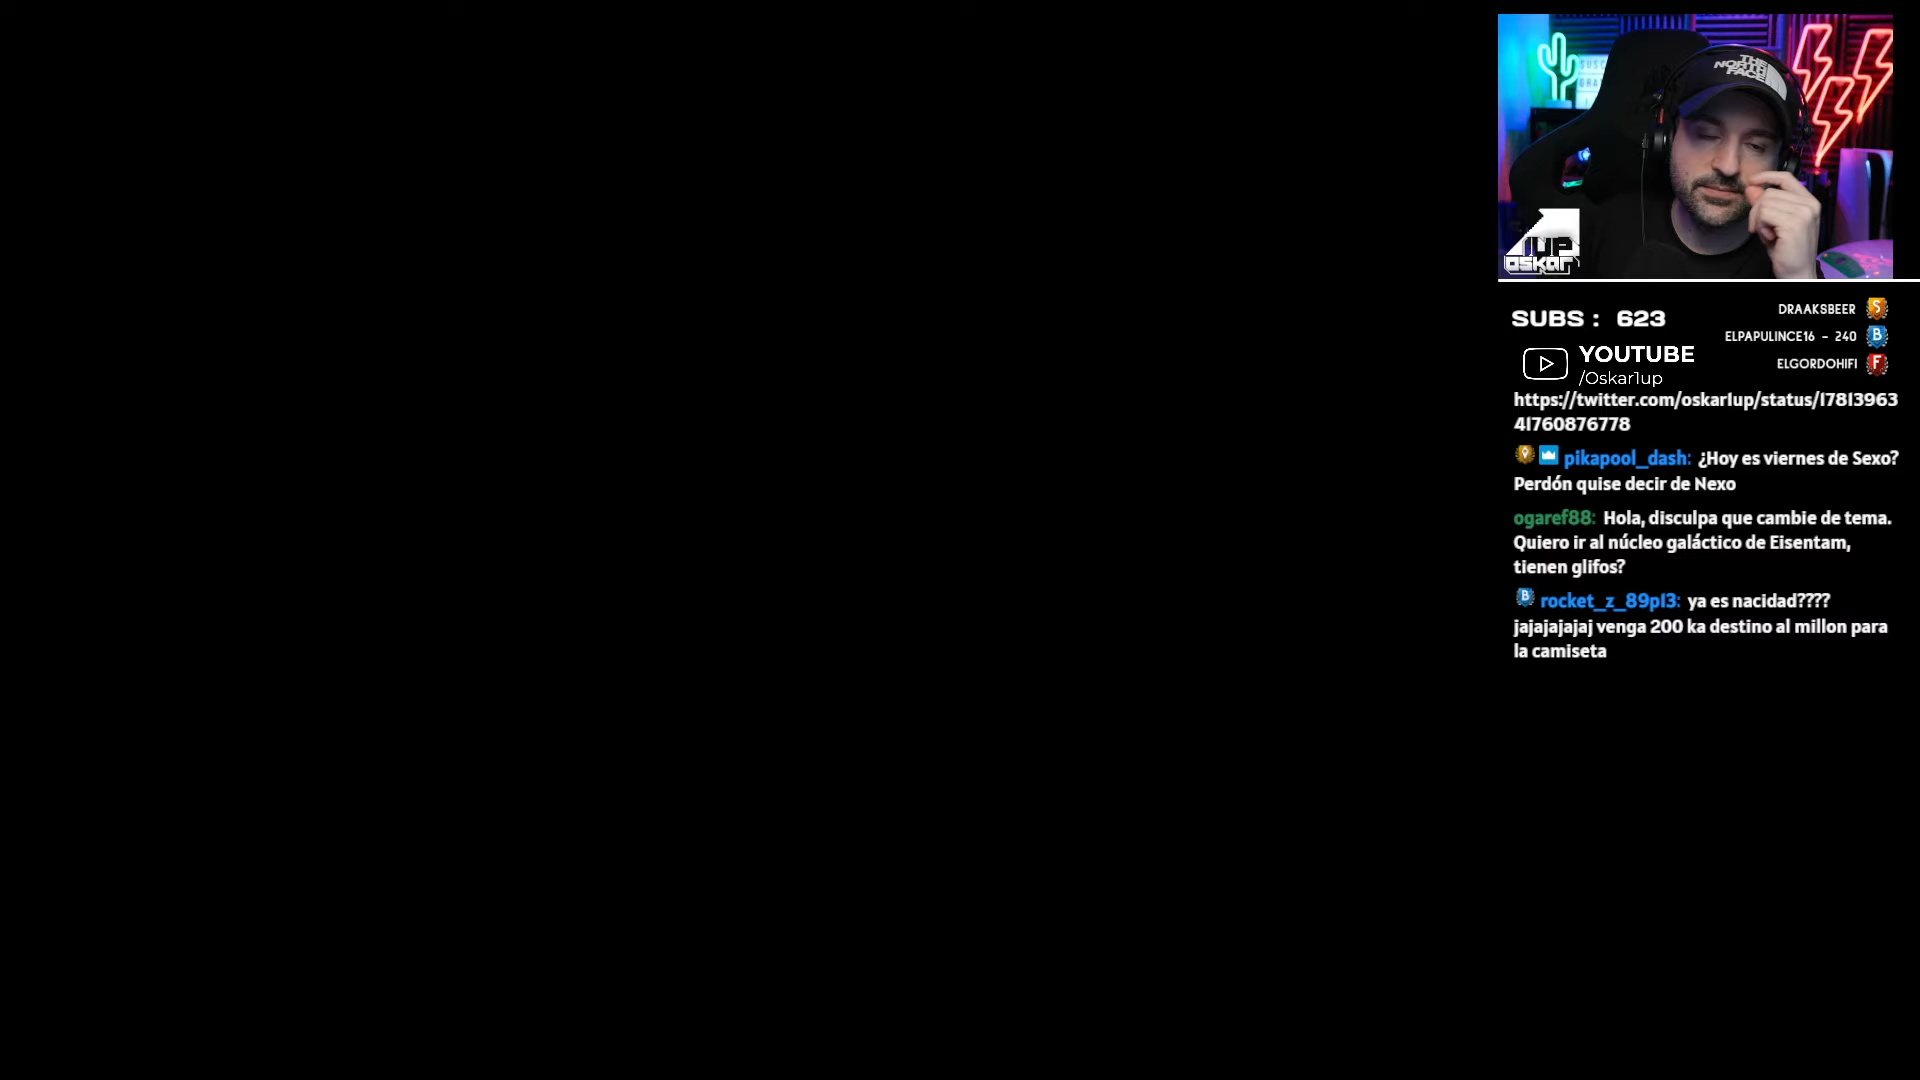 THE
NORTH
FACE
SUSC
GRA
1UP
oskar
SUBS : 623
DRAAKSBEER
ELPAPULINCE16 - 240
ELGORDOHIFI
YOUTUBE
/Oskar1up
https://twitter.com/oskar1up/status/17813963
41760876778
pikapool_dash: ¿Hoy es viernes de Sexo?
Perdón quise decir de Nexo
ogaref88: Hola, disculpa que cambie de tema.
Quiero ir al núcleo galáctico de Eisentam,
tienen glifos?
rocket_z_89p13: ya es nacidad????
jajajajajaj venga 200 ka destino al millon para
la camiseta